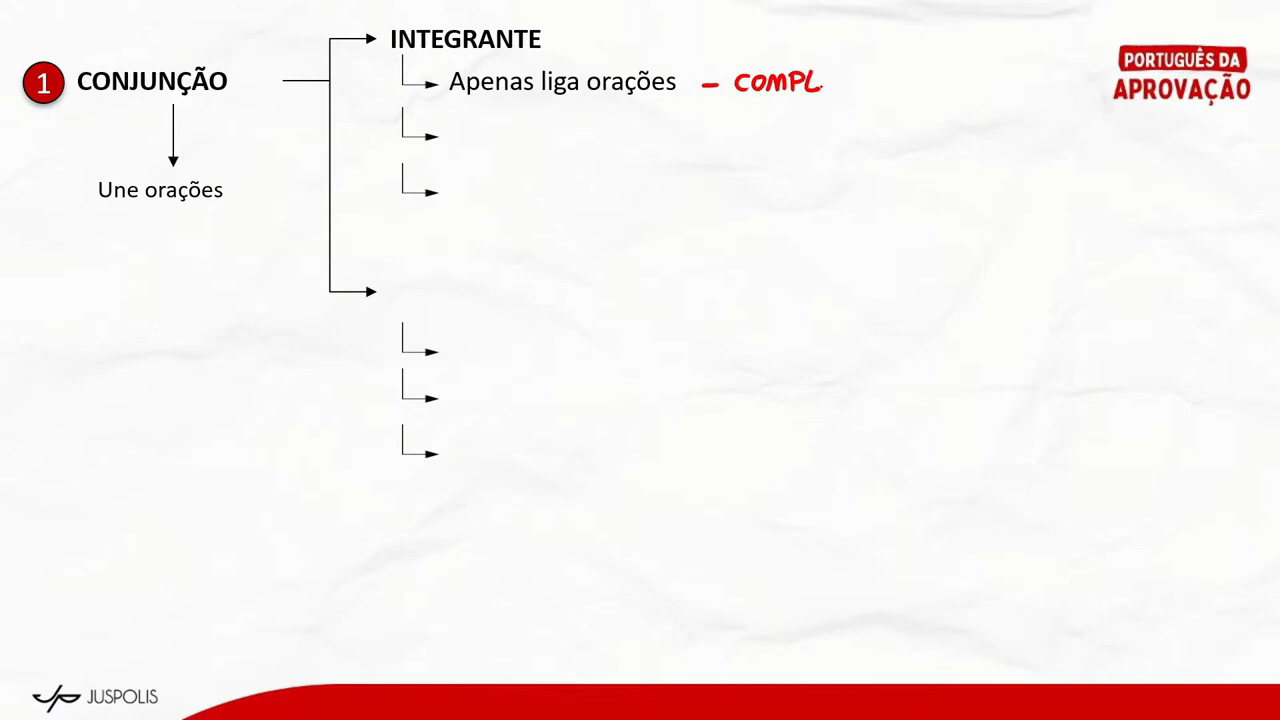 INTEGRANTE
1 CONJUNÇÃO
Apenas liga orações - COMPL.
Une orações
PORTUGUÊS DA
APROVAÇÃO
JUSPOLIS